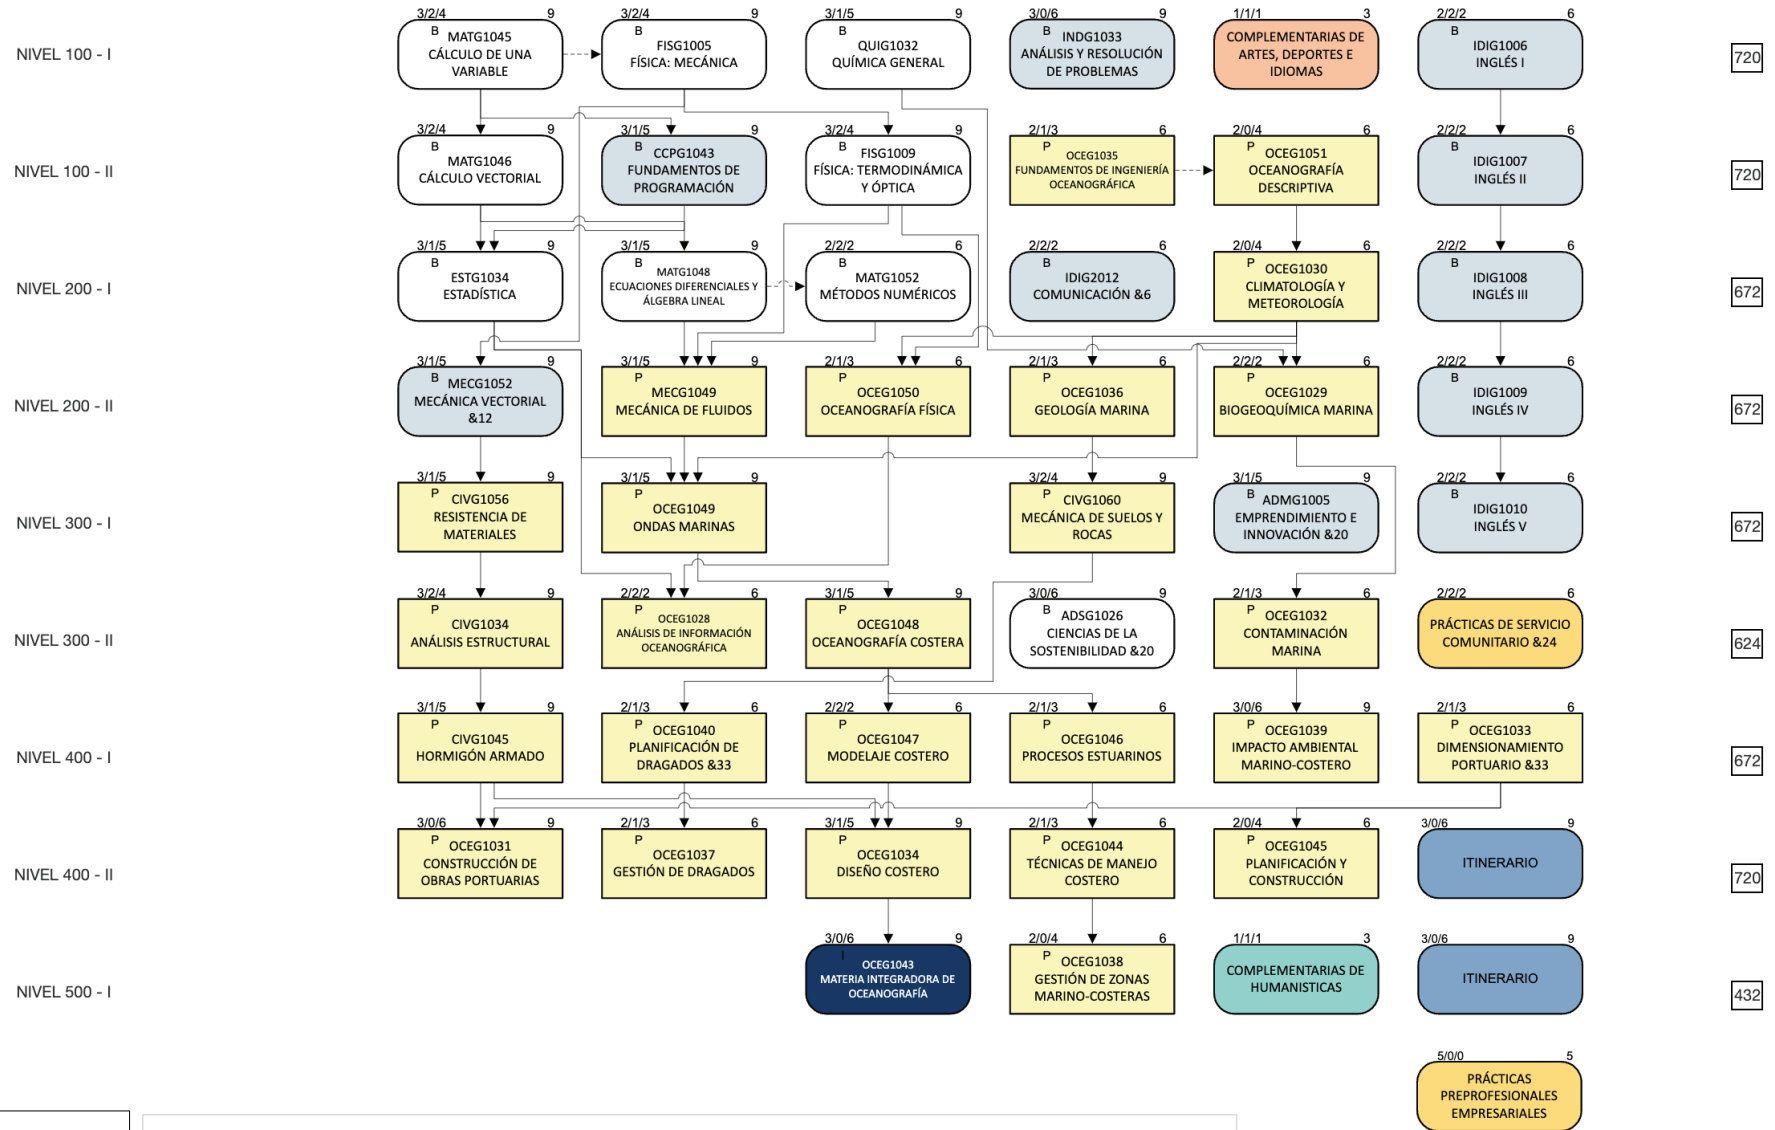 3/2/4 9 3/2/4 9 3/1/5 9 3/0/6 9 1/1/1 3 2/2/2 6
NIVEL 100 - I
B
MATG1045
CÁLCULO DE UNA
VARIABLE
B
FISG1005
FÍSICA: MECÁNICA
B
QUIG1032
QUÍMICA GENERAL
B
INDG1033
ANÁLISIS Y RESOLUCIÓN
DE PROBLEMAS
COMPLEMENTARIAS DE
ARTES, DEPORTES E
IDIOMAS
B
IDIG1006
INGLÉS I
720
3/2/4 9 3/1/5 9 3/2/4 9 2/1/3 6 2/0/4 6 2/2/2 6
NIVEL 100 - II
B
MATG1046
CÁLCULO VECTORIAL
B
CCPG1043
FUNDAMENTOS DE
PROGRAMACIÓN
B
FISG1009
FÍSICA: TERMODINÁMICA
Y ÓPTICA
P
OCEG1035
FUNDAMENTOS DE INGENIERÍA
OCEANOGRÁFICA
P
OCEG1051
OCEANOGRAFÍA
DESCRIPTIVA
B
IDIG1007
INGLÉS II
720
3/1/5 9 3/1/5 9 2/2/2 6 2/2/2 6 2/0/4 6 2/2/2 6
NIVEL 200 - I
B
ESTG1034
ESTADÍSTICA
B
MATG1048
ECUACIONES DIFERENCIALES Y
ÁLGEBRA LINEAL
B
MATG1052
MÉTODOS NUMÉRICOS
B
IDIG2012
COMUNICACIÓN &6
P
OCEG1030
CLIMATOLOGÍA Y
METEOROLOGÍA
B
IDIG1008
INGLÉS III
672
3/1/5 9 3/1/5 9 2/1/3 6 2/1/3 6 2/2/2 6 2/2/2 6
NIVEL 200 - II
B
MECG1052
MECÁNICA VECTORIAL
&12
P
MECG1049
MECÁNICA DE FLUIDOS
P
OCEG1050
OCEANOGRAFÍA FÍSICA
P
OCEG1036
GEOLOGÍA MARINA
P
OCEG1029
BIOGEOQUÍMICA MARINA
B
IDIG1009
INGLÉS IV
672
3/1/5 9 3/1/5 9 3/2/4 9 3/1/5 9 2/2/2 6
NIVEL 300 - I
P
CIVG1056
RESISTENCIA DE
MATERIALES
P
OCEG1049
ONDAS MARINAS
P
CIVG1060
MECÁNICA DE SUELOS Y
ROCAS
B
ADMG1005
EMPRENDIMIENTO E
INNOVACIÓN &20
B
IDIG1010
INGLÉS V
672
3/2/4 9 2/2/2 6 3/1/5 9 3/0/6 9 2/1/3 6 2/2/2 6
NIVEL 300 - II
P
CIVG1034
ANÁLISIS ESTRUCTURAL
P
OCEG1028
ANÁLISIS DE INFORMACIÓN
OCEANOGRÁFICA
P
OCEG1048
OCEANOGRAFÍA COSTERA
B
ADSG1026
CIENCIAS DE LA
SOSTENIBILIDAD &20
P
OCEG1032
CONTAMINACIÓN
MARINA
PRÁCTICAS DE SERVICIO
COMUNITARIO &24
624
3/1/5 9 2/1/3 6 2/2/2 6 2/1/3 6 3/0/6 9 2/1/3 6
NIVEL 400 - I
P
CIVG1045
HORMIGÓN ARMADO
P
OCEG1040
PLANIFICACIÓN DE
DRAGADOS &33
P
OCEG1047
MODELAJE COSTERO
P
OCEG1046
PROCESOS ESTUARINOS
P
OCEG1039
IMPACTO AMBIENTAL
MARINO-COSTERO
P
OCEG1033
DIMENSIONAMIENTO
PORTUARIO &33
672
3/0/6 9 2/1/3 6 3/1/5 9 2/1/3 6 2/0/4 6 3/0/6 9
NIVEL 400 - II
P
OCEG1031
CONSTRUCCIÓN DE
OBRAS PORTUARIAS
P
OCEG1037
GESTIÓN DE DRAGADOS
P
OCEG1034
DISEÑO COSTERO
P
OCEG1044
TÉCNICAS DE MANEJO
COSTERO
P
OCEG1045
PLANIFICACIÓN Y
CONSTRUCCIÓN
ITINERARIO
720
3/0/6 9 2/0/4 6 1/1/1 3 3/0/6 9
NIVEL 500 - I
I
OCEG1043
MATERIA INTEGRADORA DE
OCEANOGRAFÍA
P
OCEG1038
GESTIÓN DE ZONAS
MARINO-COSTERAS
COMPLEMENTARIAS DE
HUMANISTICAS
ITINERARIO
432
5/0/0 5
PRÁCTICAS
PREPROFESIONALES
EMPRESARIALES